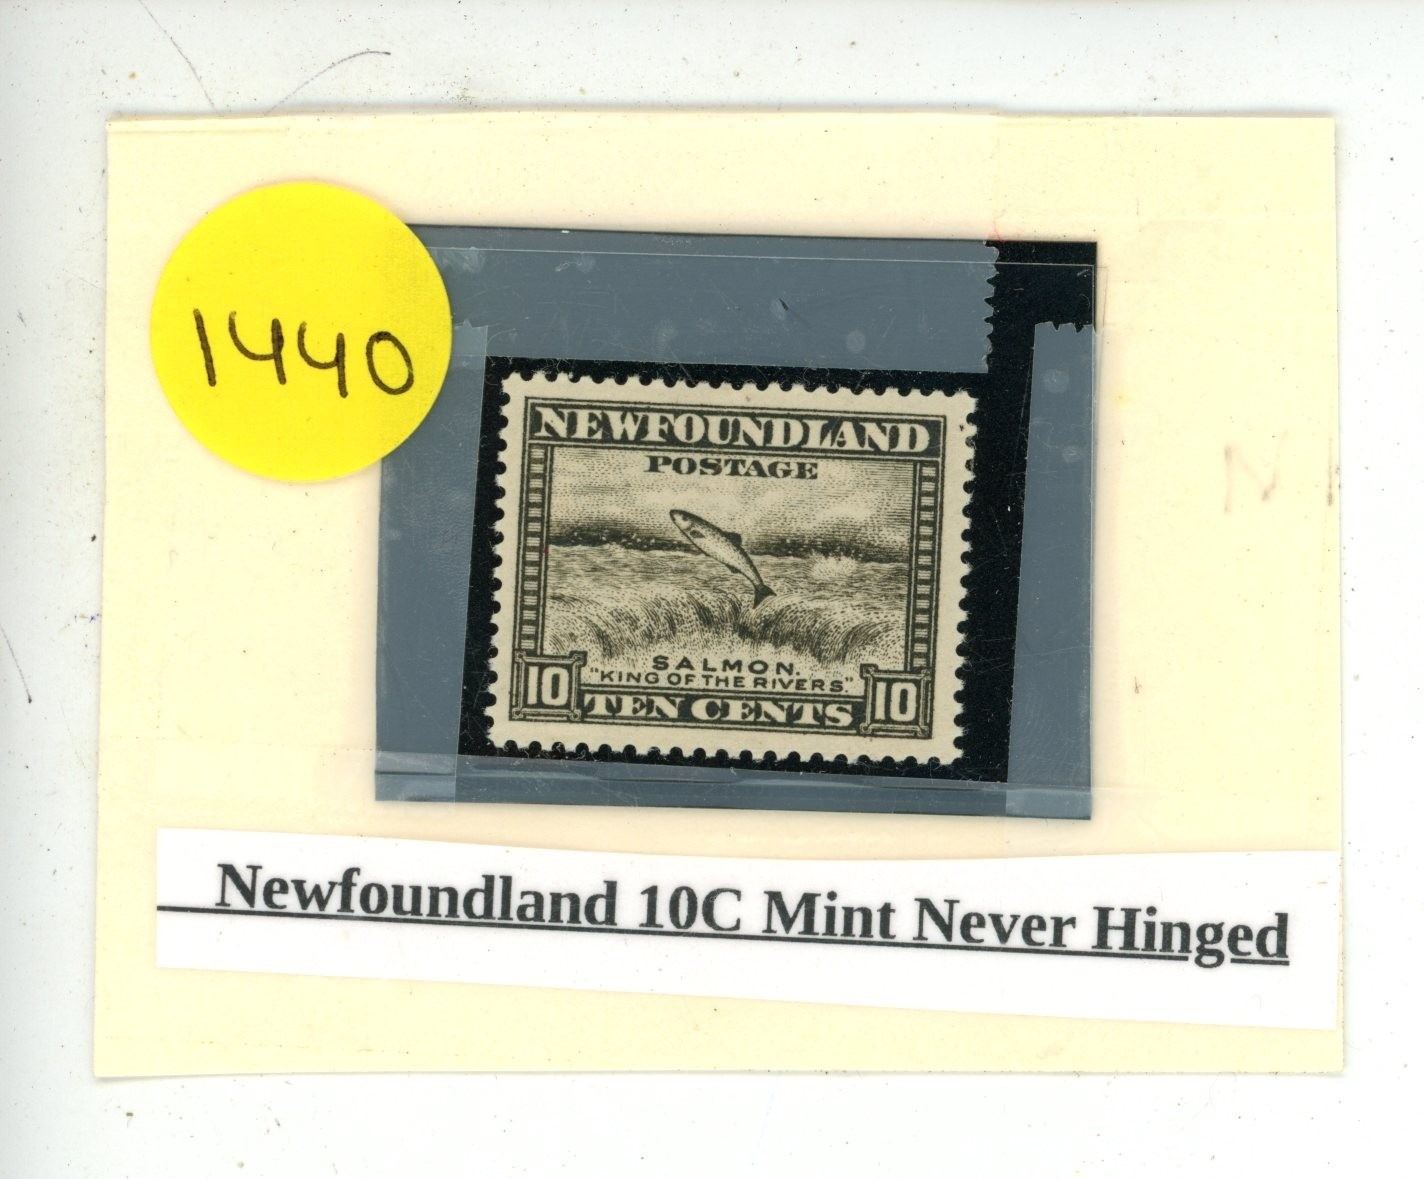 1440
NEWFOUNDLAND
POSTAGE
SALMON.
"KING OF THE RIVERS"
10 TEN CENTS 10
Newfoundland 10C Mint Never Hinged